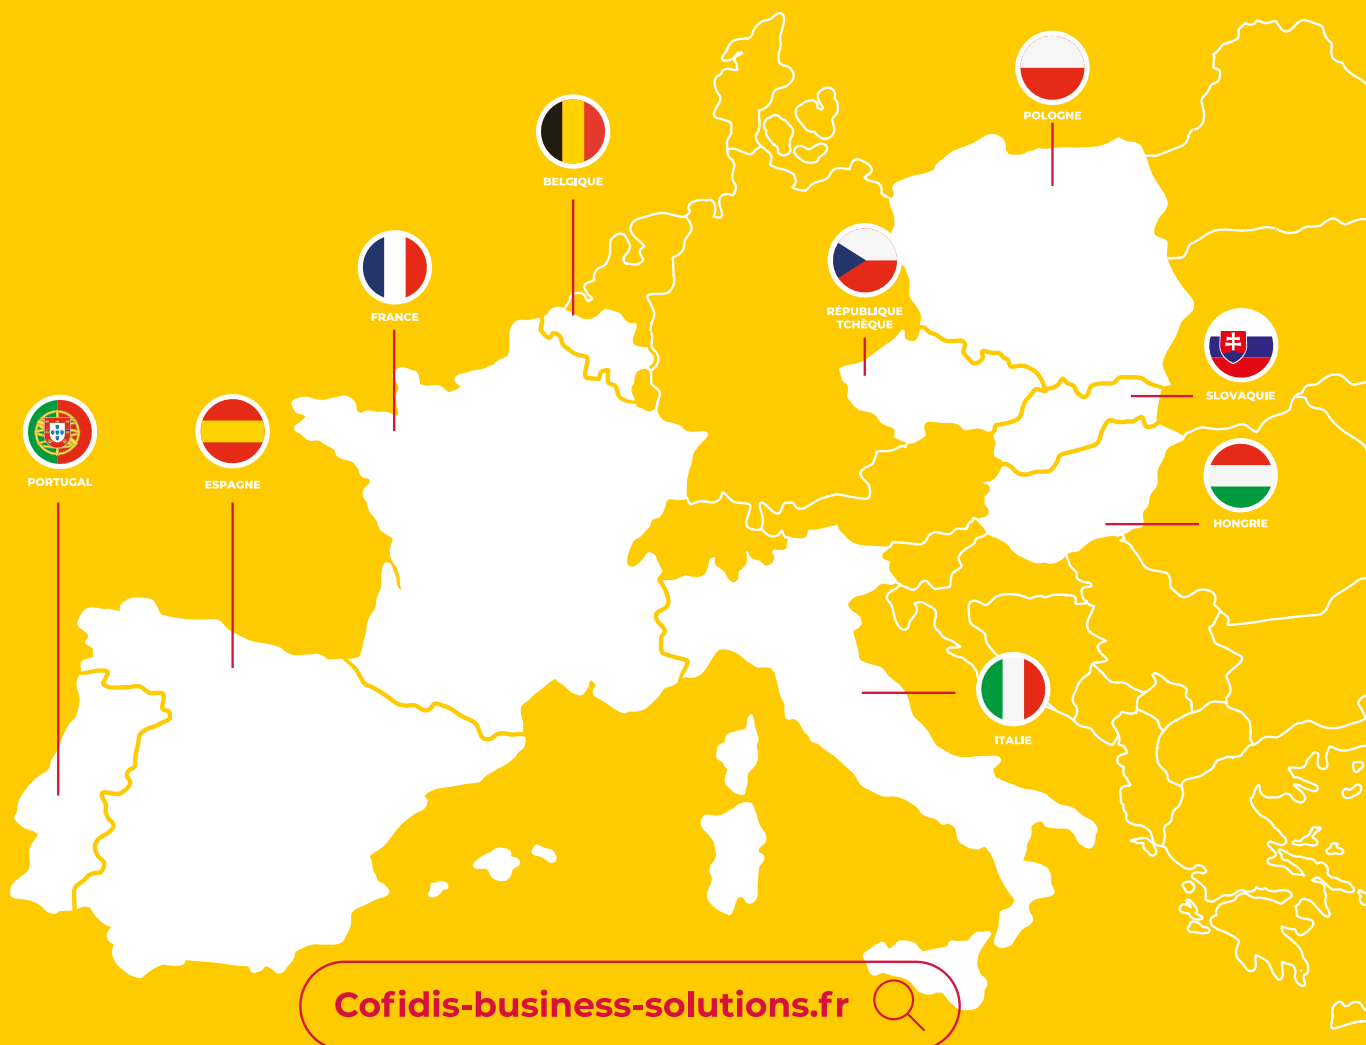 POLOGNE
BELGIQUE
FRANCE
RÉPUBLIQUE
TCHÈQUE
SLOVAQUIE
PORTUGAL
ESPAGNE
HONGRIE
ITALIE
Cofidis-business-solutions.fr